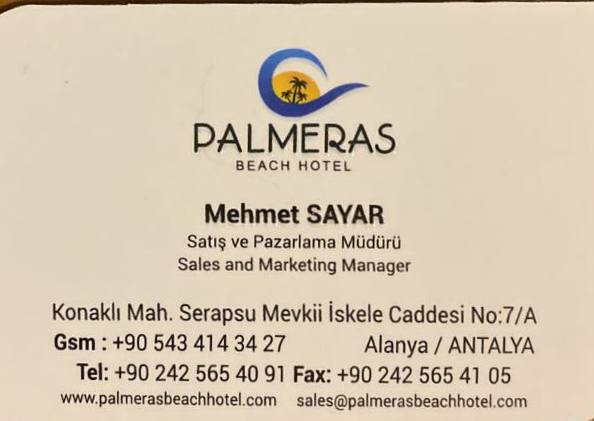 PALMERAS
BEACH HOTEL
Mehmet SAYAR
Satış ve Pazarlama Müdürü
Sales and Marketing Manager
Konaklı Mah. Serapsu Mevkii İskele Caddesi No:7/A
Gsm : +90 543 414 34 27 Alanya / ANTALYA
Tel: +90 242 565 40 91 Fax: +90 242 565 41 05
www.palmerasbeachhotel.com sales@palmerasbeachhotel.com